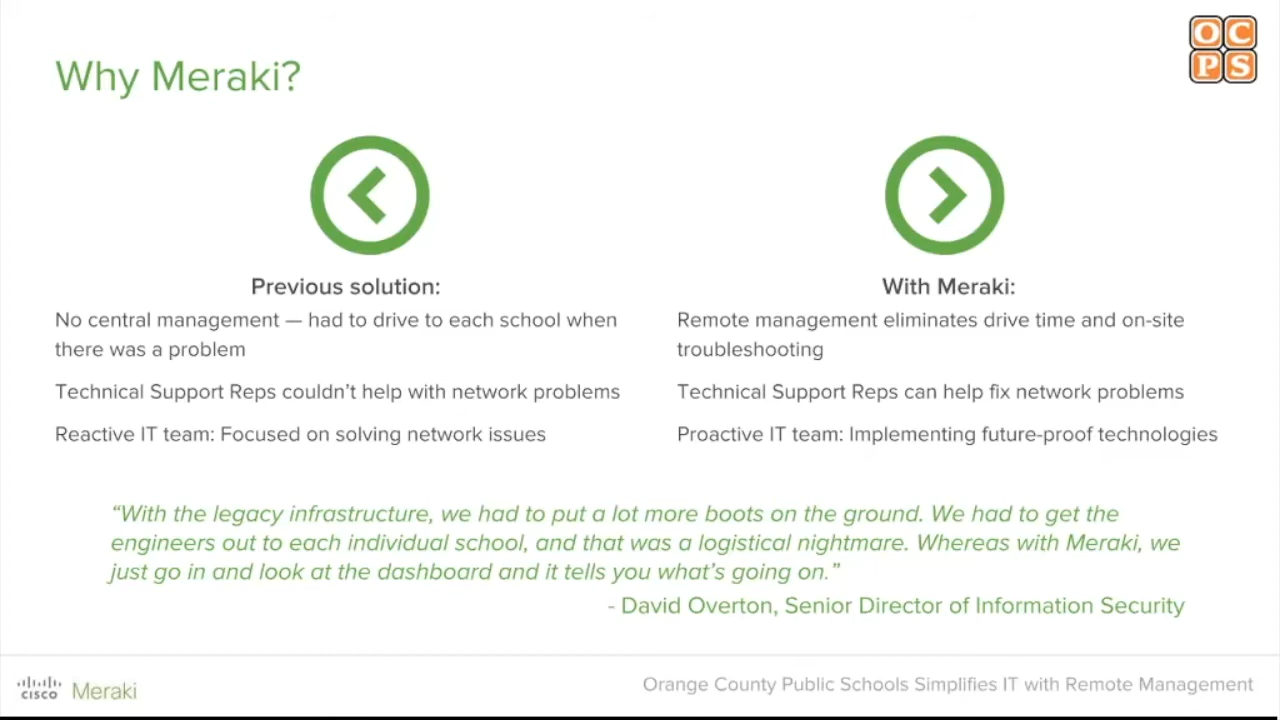 O C
P S
Why Meraki?
Previous solution:
No central management — had to drive to each school when
there was a problem
Technical Support Reps couldn’t help with network problems
Reactive IT team: Focused on solving network issues
With Meraki:
Remote management eliminates drive time and on-site
troubleshooting
Technical Support Reps can help fix network problems
Proactive IT team: Implementing future-proof technologies
“With the legacy infrastructure, we had to put a lot more boots on the ground. We had to get the
engineers out to each individual school, and that was a logistical nightmare. Whereas with Meraki, we
just go in and look at the dashboard and it tells you what’s going on.”
- David Overton, Senior Director of Information Security
CISCO Meraki
Orange County Public Schools Simplifies IT with Remote Management